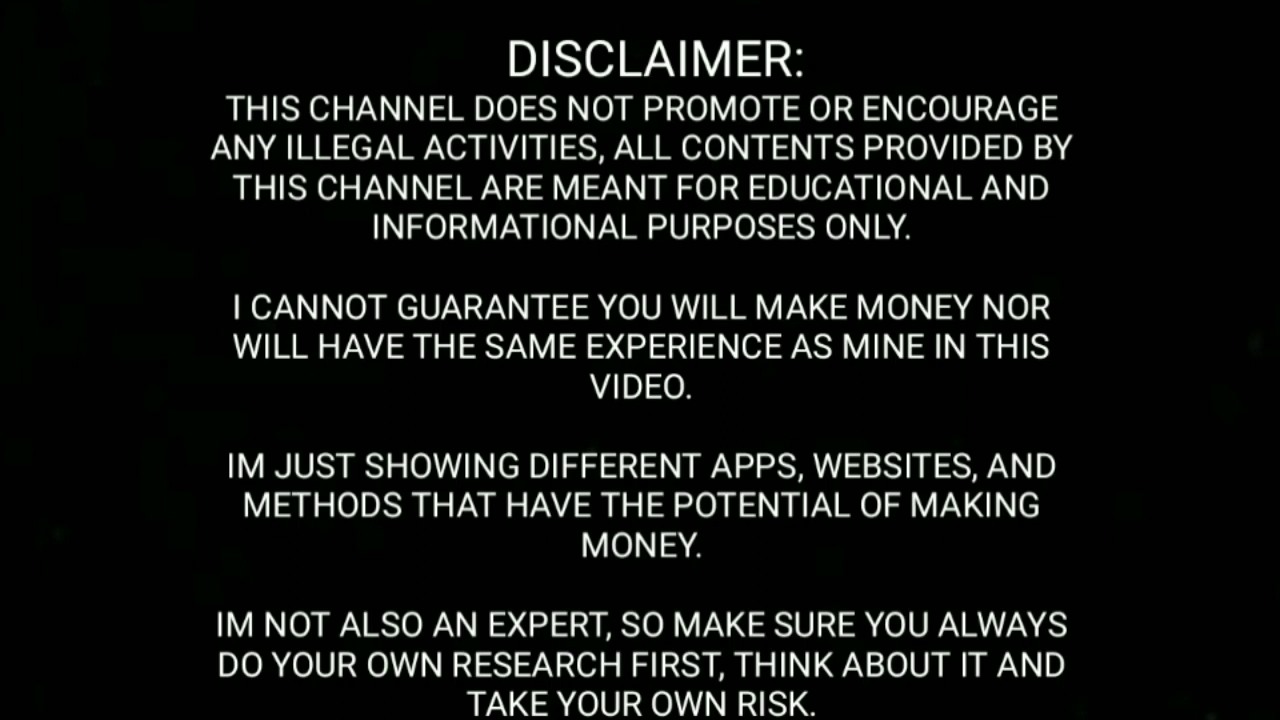 DISCLAIMER:
THIS CHANNEL DOES NOT PROMOTE OR ENCOURAGE
ANY ILLEGAL ACTIVITIES, ALL CONTENTS PROVIDED BY
THIS CHANNEL ARE MEANT FOR EDUCATIONAL AND
INFORMATIONAL PURPOSES ONLY.
I CANNOT GUARANTEE YOU WILL MAKE MONEY NOR
WILL HAVE THE SAME EXPERIENCE AS MINE IN THIS
VIDEO.
IM JUST SHOWING DIFFERENT APPS, WEBSITES, AND
METHODS THAT HAVE THE POTENTIAL OF MAKING
MONEY.
IM NOT ALSO AN EXPERT, SO MAKE SURE YOU ALWAYS
DO YOUR OWN RESEARCH FIRST, THINK ABOUT IT AND
TAKE YOUR OWN RISK.